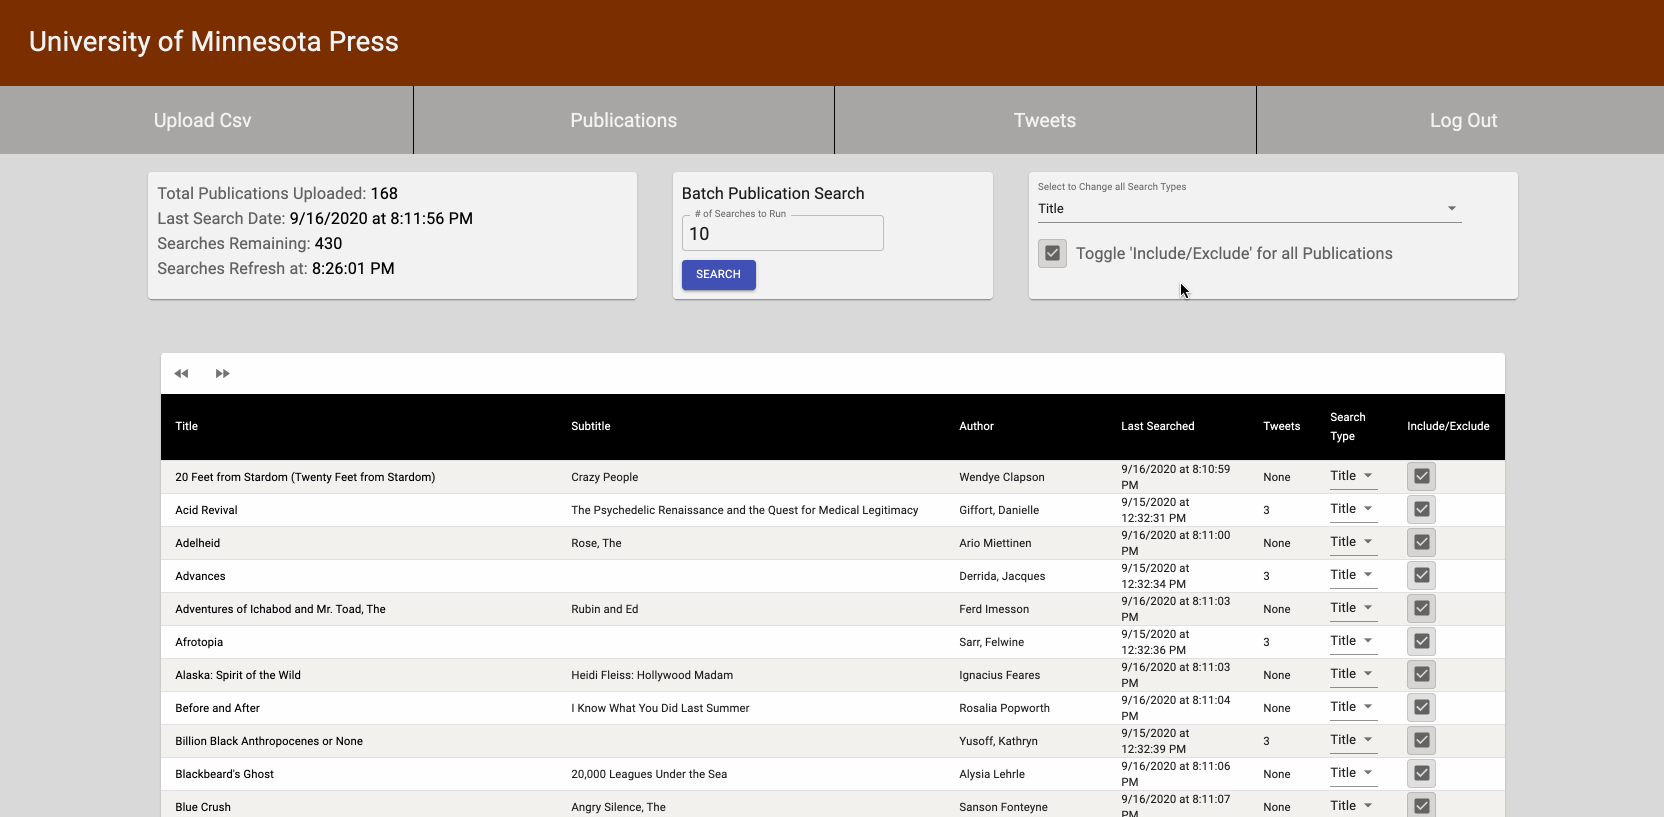 University of Minnesota Press
Upload Csv
Publications
Tweets
Log Out
Total Publications Uploaded: 168
Last Search Date: 9/16/2020 at 8:11:56 PM
Searches Remaining: 430
Searches Refresh at: 8:26:01 PM
Batch Publication Search
# of Searches to Run
10
SEARCH
Select to Change all Search Types
Title
Toggle 'Include/Exclude' for all Publications
Title Subtitle Author Last Searched Tweets Search Type Include/Exclude
20 Feet from Stardom (Twenty Feet from Stardom) Crazy People Wendye Clapson 9/16/2020 at 8:10:59 PM None Title
Acid Revival The Psychedelic Renaissance and the Quest for Medical Legitimacy Giffort, Danielle 9/15/2020 at 12:32:31 PM 3 Title
Adelheid Rose, The Ario Miettinen 9/16/2020 at 8:11:00 PM None Title
Advances Derrida, Jacques 9/15/2020 at 12:32:34 PM 3 Title
Adventures of Ichabod and Mr. Toad, The Rubin and Ed Ferd Imesson 9/16/2020 at 8:11:03 PM None Title
Afrotopia Sarr, Felwine 9/15/2020 at 12:32:36 PM 3 Title
Alaska: Spirit of the Wild Heidi Fleiss: Hollywood Madam Ignacius Feares 9/16/2020 at 8:11:03 PM None Title
Before and After I Know What You Did Last Summer Rosalia Popworth 9/16/2020 at 8:11:04 PM None Title
Billion Black Anthropocenes or None Yusoff, Kathryn 9/15/2020 at 12:32:39 PM 3 Title
Blackbeard's Ghost 20,000 Leagues Under the Sea Alysia Lehrle 9/16/2020 at 8:11:06 PM None Title
Blue Crush Angry Silence, The Sanson Fonteyne 9/16/2020 at 8:11:07 PM None Title